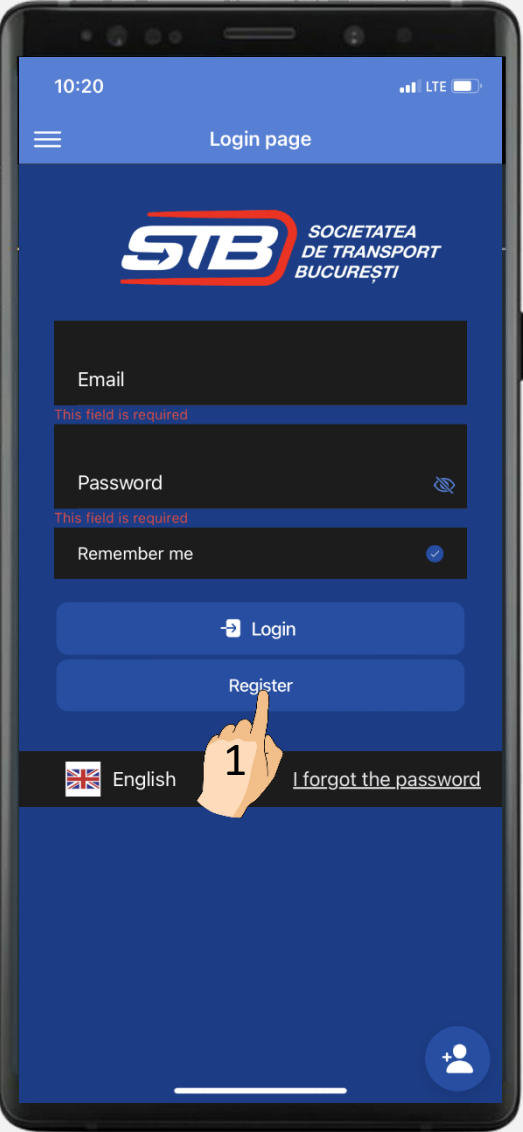 10:20
LTE
Login page
STB
SOCIETATEA
DE TRANSPORT
BUCUREȘTI
Email
This field is required
Password
This field is required
Remember me
Login
Register
1
English
I forgot the password